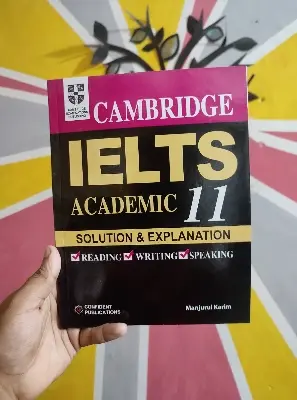 CAMBRIDGE
IELTS
ACADEMIC 11
SOLUTION & EXPLANATION
READING WRITING SPEAKING
CONFIDENT
PUBLICATIONS
Manjurul Karim